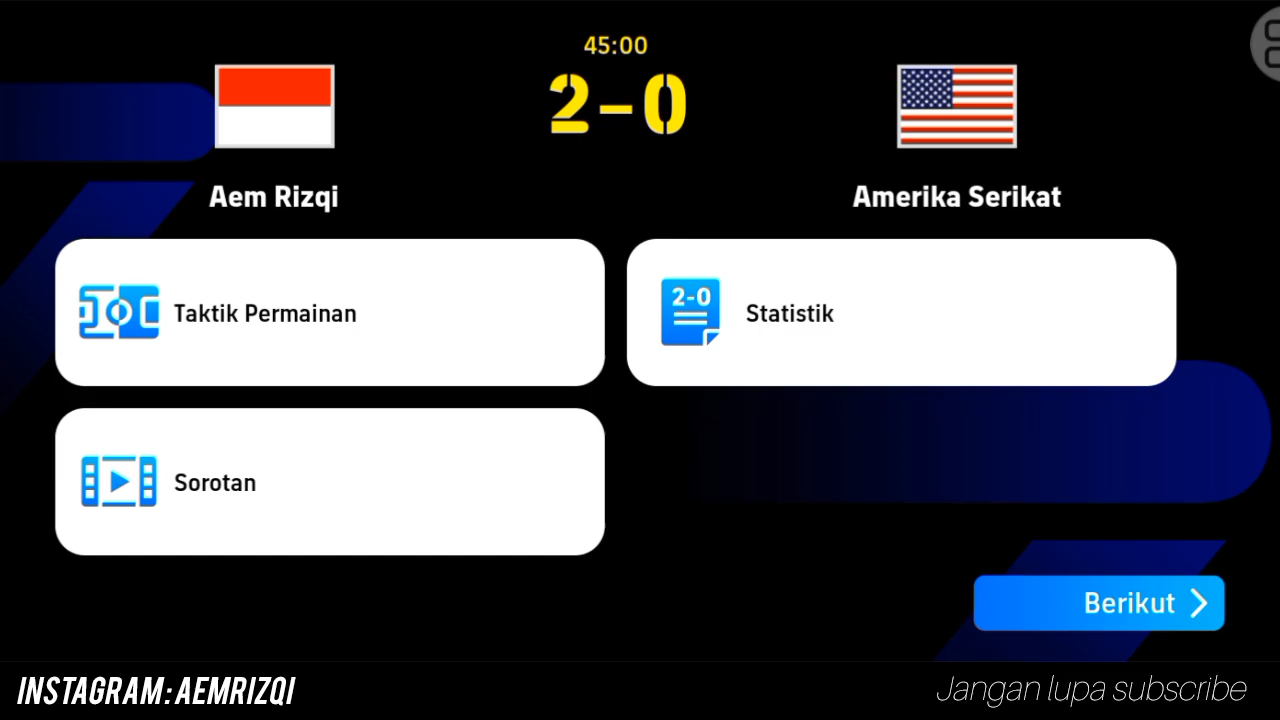 45:00
2-0
Aem Rizqi
Amerika Serikat
Taktik Permainan
2-0
Statistik
Sorotan
Berikut
INSTAGRAM: AEMRIZQI
Jangan lupa subscribe